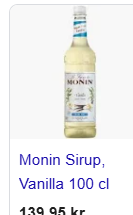 MONIN
Monin Sirup,
Vanilla 100 cl
139,95 kr